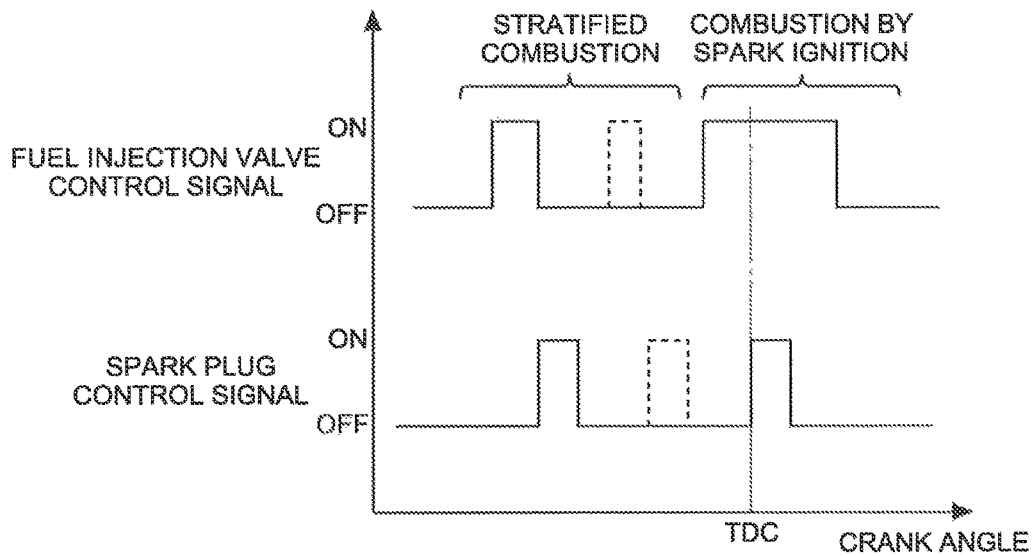 STRATIFIED
COMBUSTION
COMBUSTION BY
SPARK IGNITION
ON
FUEL INJECTION VALVE
CONTROL SIGNAL
OFF
ON
SPARK PLUG
CONTROL SIGNAL
OFF
TDC
CRANK ANGLE